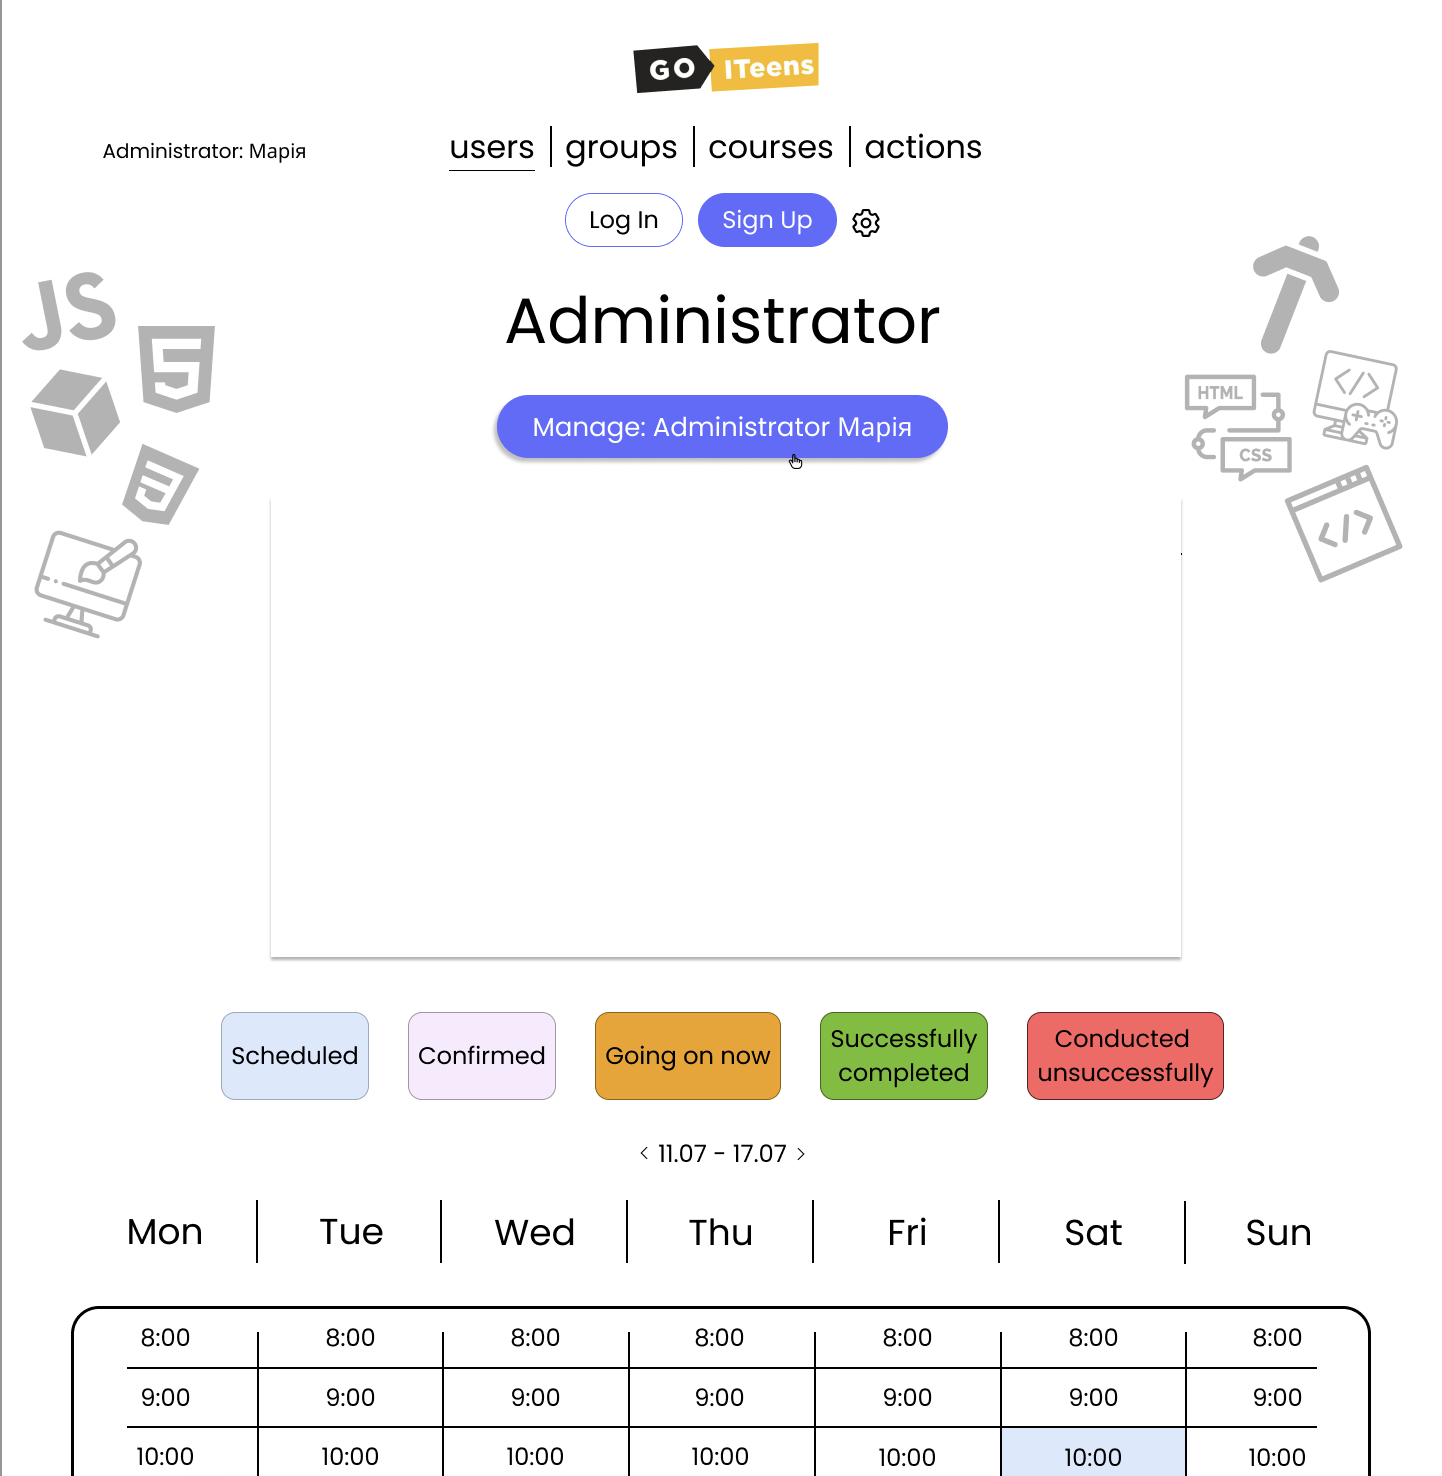 GO ITeens
Administrator: Марія
users groups courses actions
Log In Sign Up
Administrator
Manage: Administrator Марія
JS
HTML
</>
CSS
</>
Scheduled Confirmed Going on now Successfully completed Conducted unsuccessfully
< 11.07 - 17.07 >
Mon Tue Wed Thu Fri Sat Sun
8:00 8:00 8:00 8:00 8:00 8:00 8:00
9:00 9:00 9:00 9:00 9:00 9:00 9:00
10:00 10:00 10:00 10:00 10:00 10:00 10:00